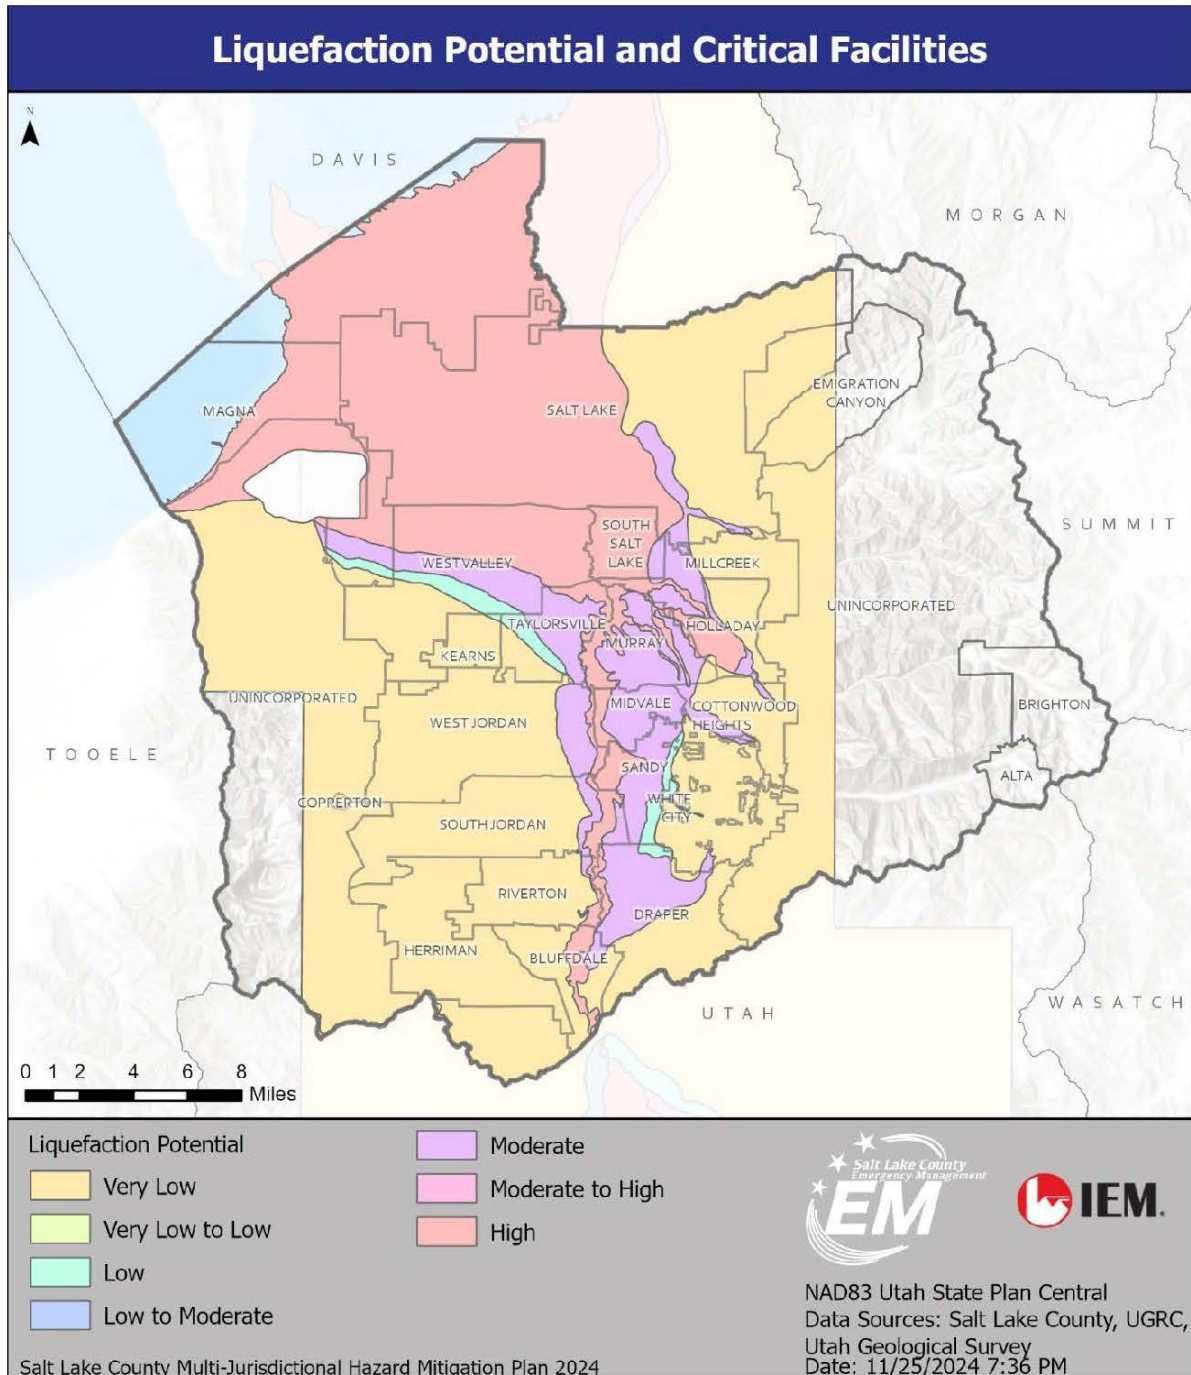 Liquefaction Potential and Critical Facilities
N
DAVIS
MORGAN
EMIGRATION
CANYON
MAGNA
SALT LAKE
SUMMIT
SOUTH
SALT
LAKE
WEST VALLEY
MILLCREEK
UNINCORPORATED
TAYLORSVILLE
HOLLADAY
MURRAY
KEARNS
UNINCORPORATED
MIDVALE
COTTONWOOD
HEIGHTS
BRIGHTON
WEST JORDAN
TOOELE
SANDY
ALTA
COPPERTON
WHITE
CITY
SOUTH JORDAN
RIVERTON
DRAPER
HERRIMAN
BLUFFDALE
UTAH
WASATCH
0 1 2 4 6 8
Miles
Liquefaction Potential
Very Low
Very Low to Low
Low
Low to Moderate
Moderate
Moderate to High
High
Salt Lake County
Emergency Management
EM
IEM.
NAD83 Utah State Plan Central
Data Sources: Salt Lake County, UGRC,
Utah Geological Survey
Date: 11/25/2024 7:36 PM
Salt Lake County Multi-Jurisdictional Hazard Mitigation Plan 2024